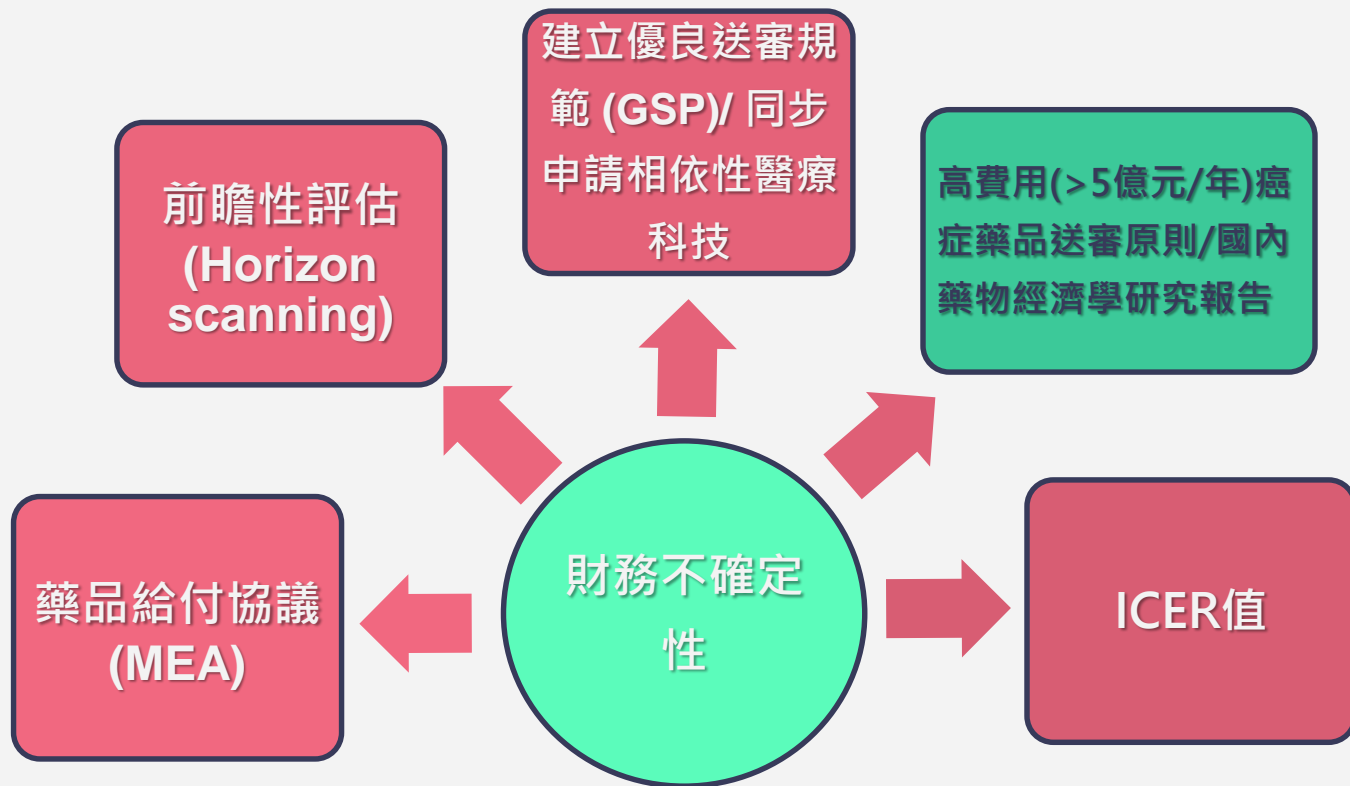 建立優良送審規
範 (GSP)/ 同步
申請相依性醫療
科技
前瞻性評估
(Horizon
scanning)
高費用(>5億元/年)癌
症藥品送審原則/國內
藥物經濟學研究報告
藥品給付協議
(MEA)
財務不確定
性
ICER值